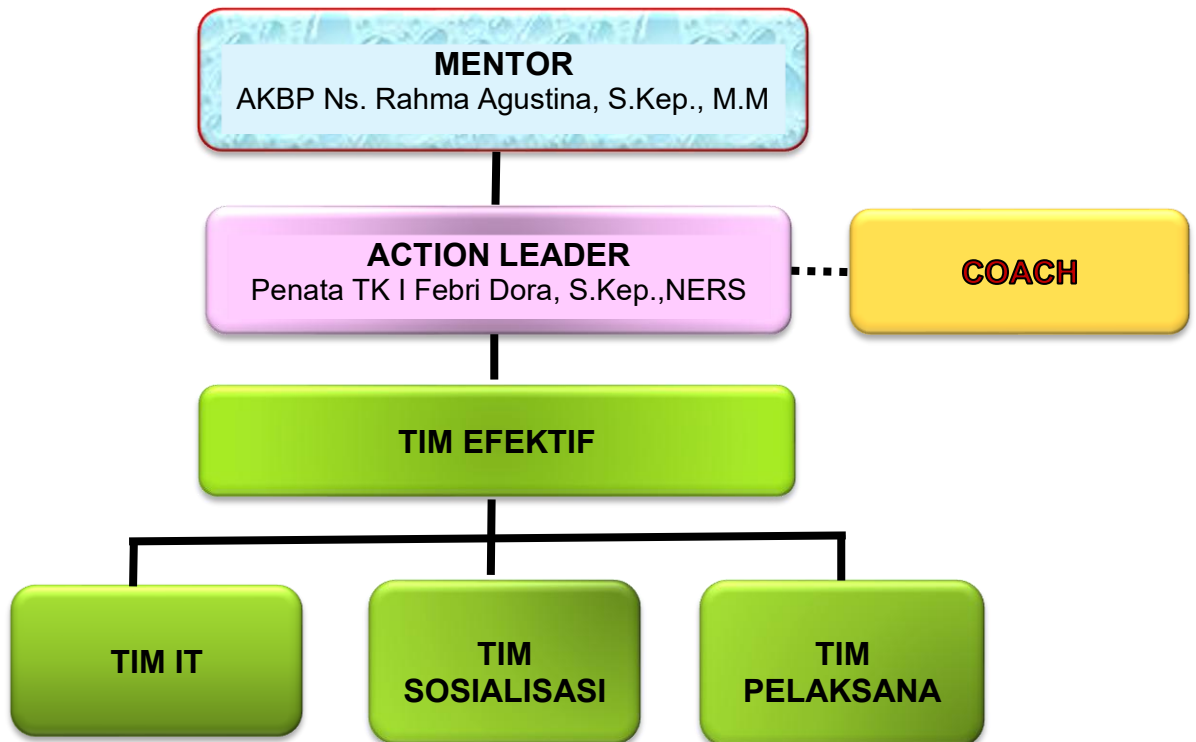 MENTOR
AKBP Ns. Rahma Agustina, S.Kep., M.M
ACTION LEADER
Penata TK I Febri Dora, S.Kep.,NERS
COACH
TIM EFEKTIF
TIM IT
TIM
SOSIALISASI
TIM
PELAKSANA